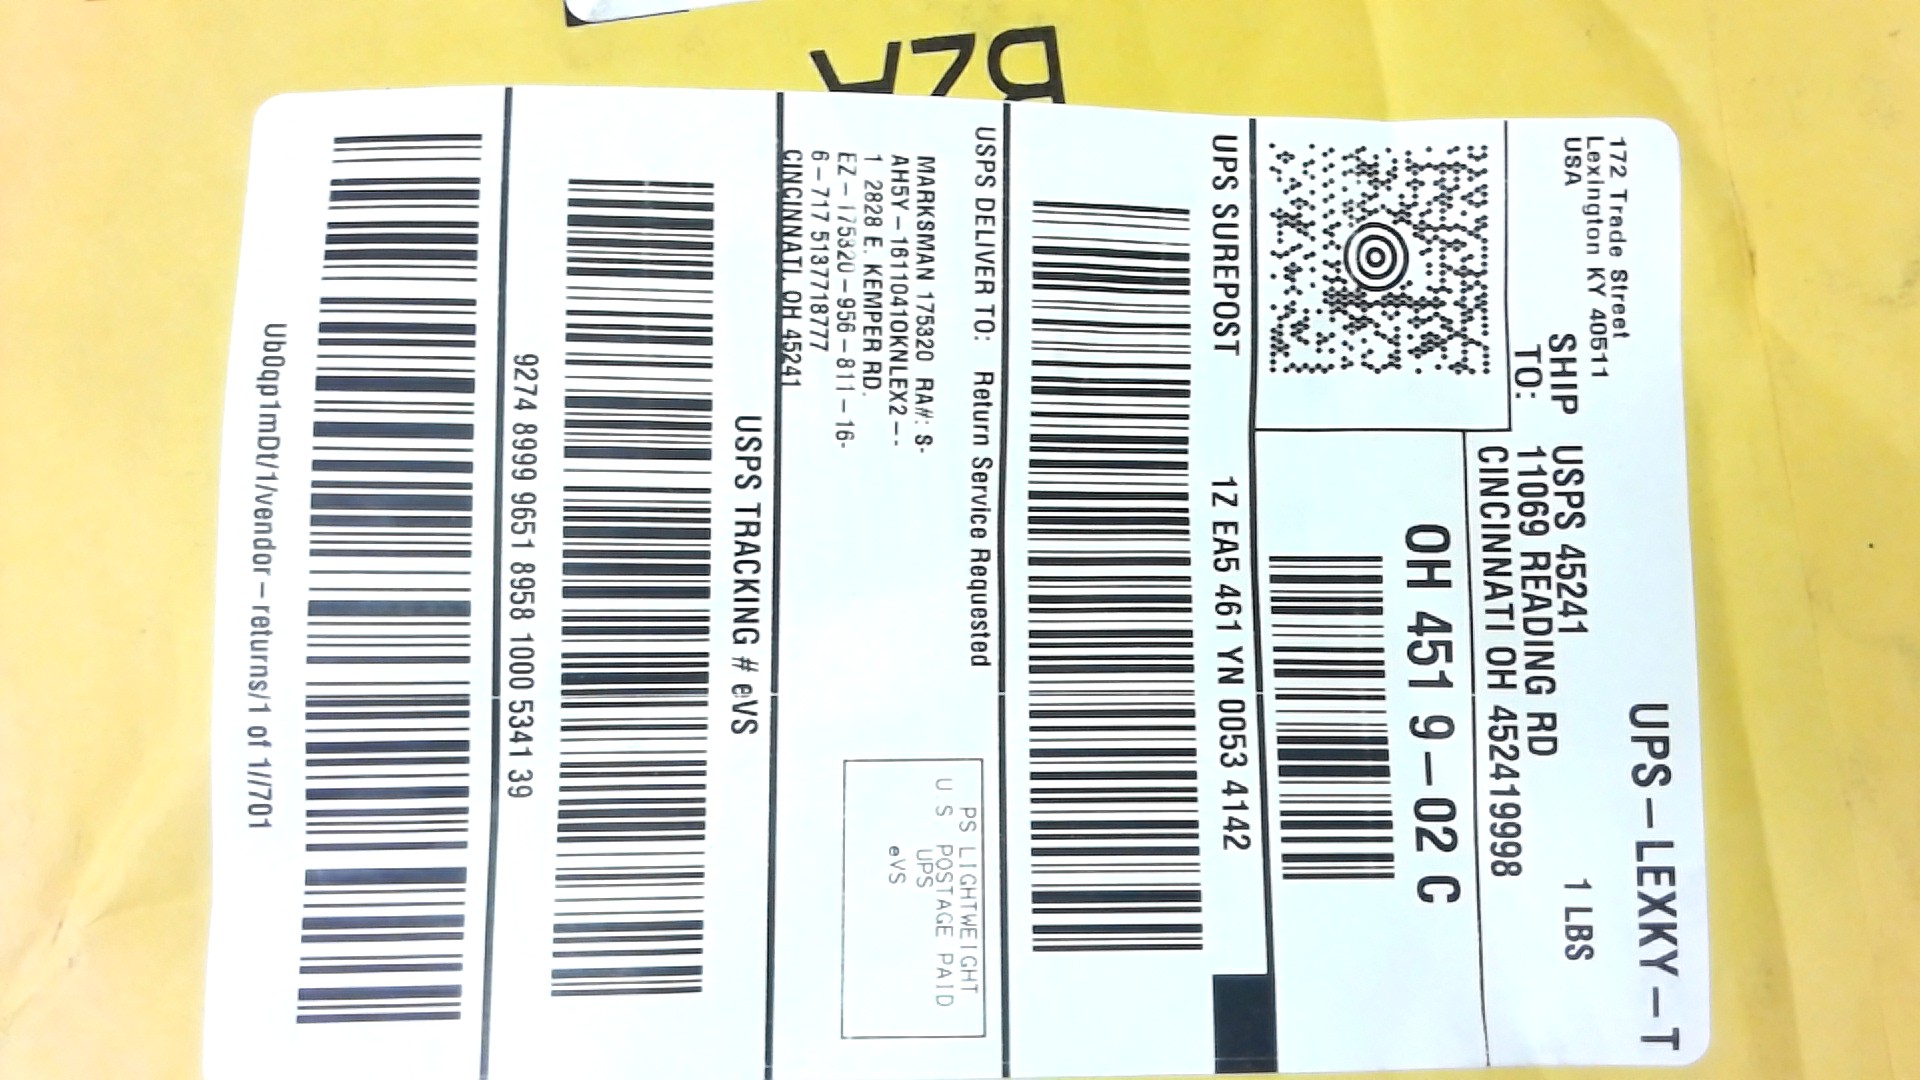 172 Trade Street
Lexington KY 40511
USA
UPS-LEXKY-T
1 LBS
SHIP
TO:
USPS 45241
11069 READING RD
CINCINNATI OH 452419998
OH 451 9-02 C
UPS SUREPOST
1Z EA5 461 YN 0053 4142
USPS DELIVER TO:
Return Service Requested
MARKSMAN 175320 RA#: S-
AH5Y-16110410KNLEX2--
1 2828 E. KEMPER RD.
EZ-175320-956-811-16-
6-717 5137718777
CINCINNATI, OH 45241
PS LIGHTWEIGHT
U S POSTAGE PAID
UPS
eVS
USPS TRACKING # eVS
9274 8999 9651 8958 1000 5341 39
Ub0qp1mDt/1/vendor-returns/1 of 1//701